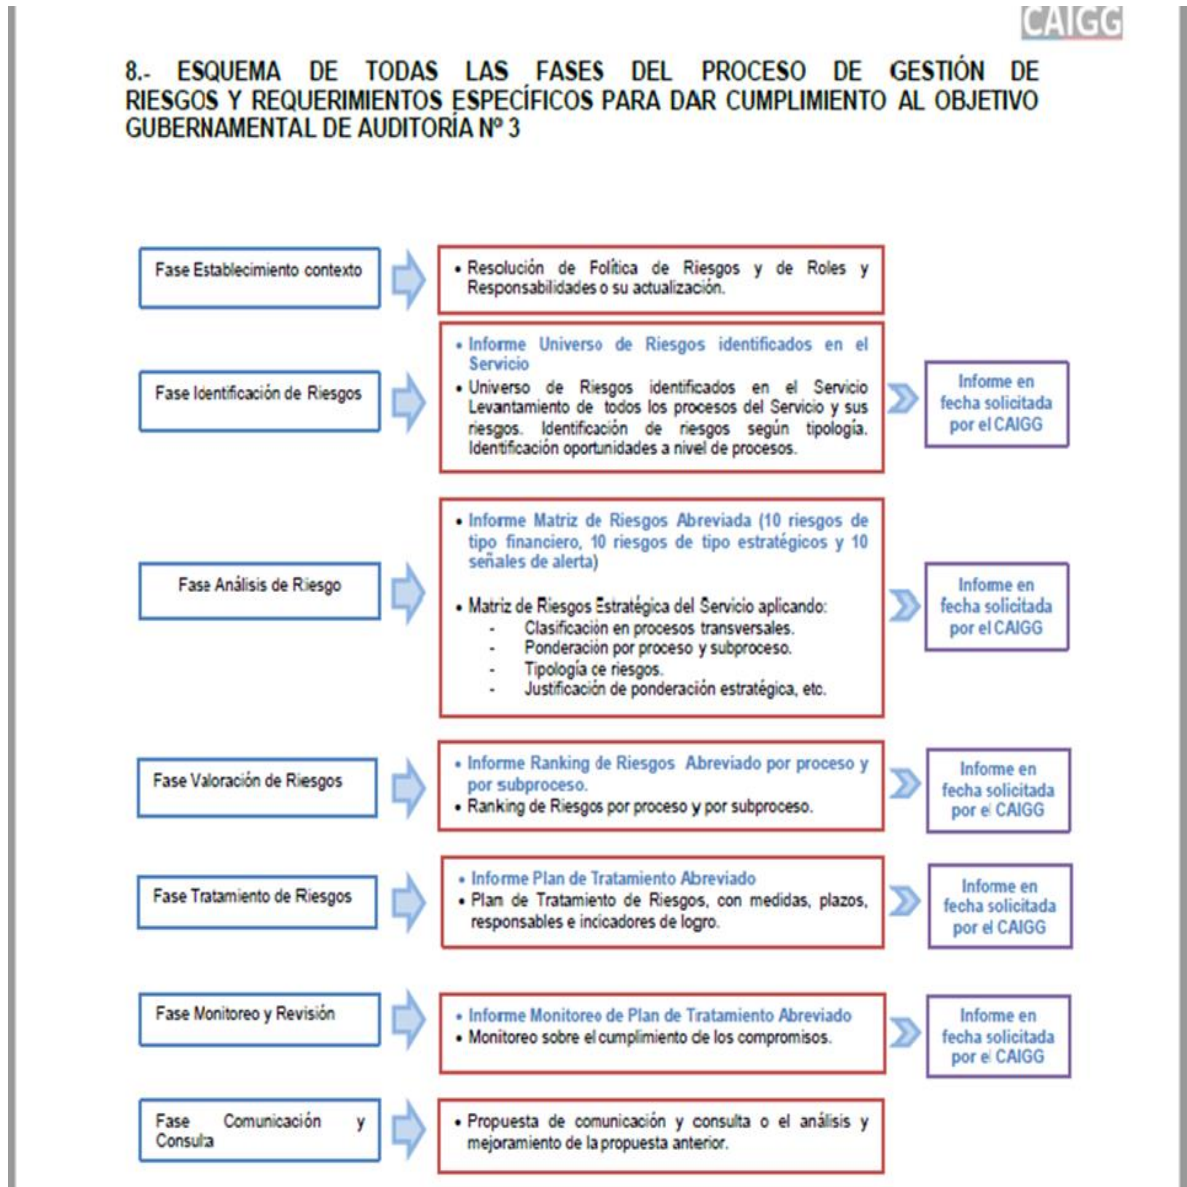 CAIGG
8.- ESQUEMA DE TODAS LAS FASES DEL PROCESO DE GESTIÓN DE
RIESGOS Y REQUERIMIENTOS ESPECÍFICOS PARA DAR CUMPLIMIENTO AL OBJETIVO
GUBERNAMENTAL DE AUDITORÍA Nº 3
Fase Establecimiento contexto
• Resolución de Política de Riesgos y de Roles y
Responsabilidades o su actualización.
Fase Identificación de Riesgos
• Informe Universo de Riesgos identificados en el
Servicio
• Universo de Riesgos identificados en el Servicio
Levantamiento de todos los procesos del Servicio y sus
riesgos. Identificación de riesgos según tipología.
Identificación oportunidades a nivel de procesos.
Informe en
fecha solicitada
por el CAIGG
Fase Análisis de Riesgo
• Informe Matriz de Riesgos Abreviada (10 riesgos de
tipo financiero, 10 riesgos de tipo estratégicos y 10
señales de alerta)
• Matriz de Riesgos Estratégica del Servicio aplicando:
- Clasificación en procesos transversales.
- Ponderación por proceso y subproceso.
- Tipología de riesgos.
- Justificación de ponderación estratégica, etc.
Informe en
fecha solicitada
por el CAIGG
Fase Valoración de Riesgos
• Informe Ranking de Riesgos Abreviado por proceso y
por subproceso.
• Ranking de Riesgos por proceso y por subproceso.
Informe en
fecha solicitada
por el CAIGG
Fase Tratamiento de Riesgos
• Informe Plan de Tratamiento Abreviado
• Plan de Tratamiento de Riesgos, con medidas, plazos,
responsables e indicadores de logro.
Informe en
fecha solicitada
por el CAIGG
Fase Monitoreo y Revisión
• Informe Monitoreo de Plan de Tratamiento Abreviado
• Monitoreo sobre el cumplimiento de los compromisos.
Informe en
fecha solicitada
por el CAIGG
Fase Comunicación y
Consulta
• Propuesta de comunicación y consulta o el análisis y
mejoramiento de la propuesta anterior.